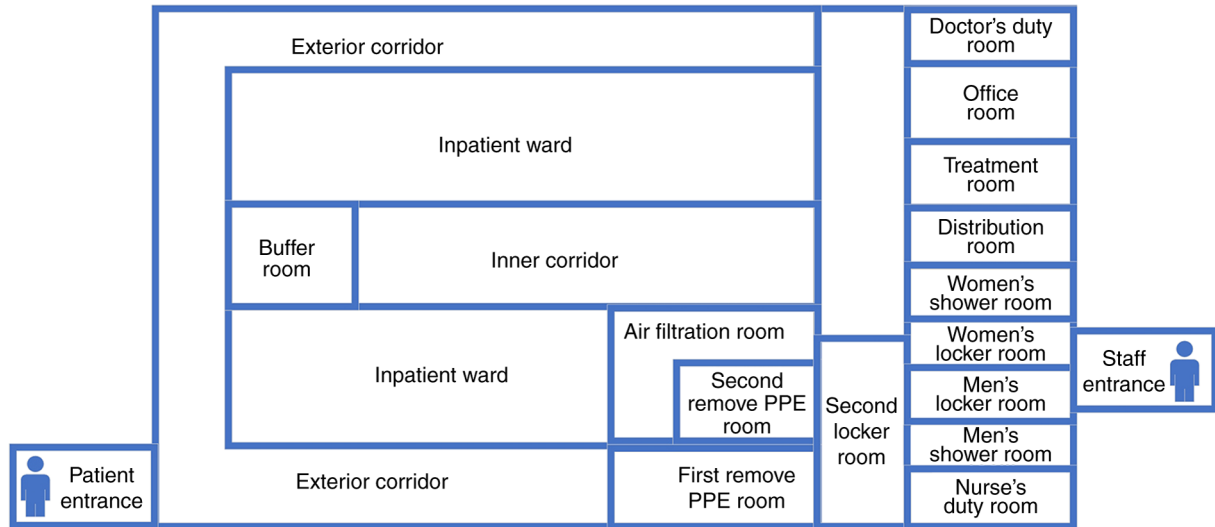 Exterior corridor
Inpatient ward
Buffer
room
Inner corridor
Air filtration room
Inpatient ward
Second
remove PPE
room
Exterior corridor
First remove
PPE room
Patient
entrance
Second
locker
room
Doctor’s duty
room
Office
room
Treatment
room
Distribution
room
Women’s
shower room
Women’s
locker room
Men’s
locker room
Men’s
shower room
Nurse’s
duty room
Staff
entrance